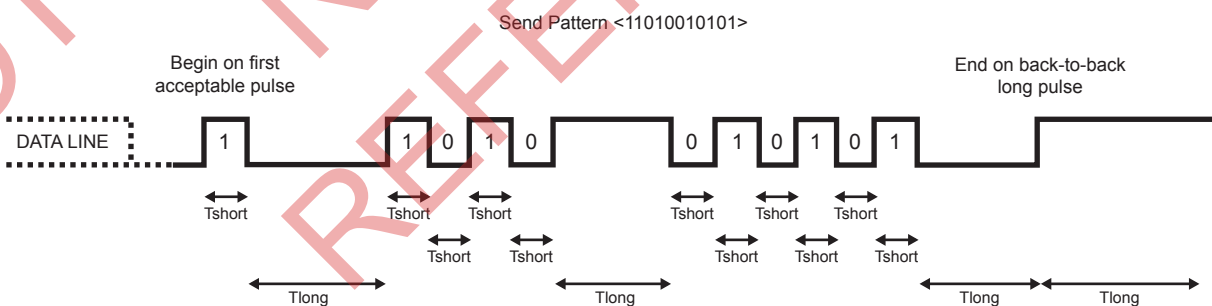 Send Pattern <11010010101>
Begin on first
acceptable pulse
End on back-to-back
long pulse
DATA LINE
1 1 0 1 0 0 1 0 1 0 1
Tshort Tshort Tshort Tshort Tshort Tshort
Tshort Tshort Tshort Tshort Tshort
Tlong Tlong Tlong Tlong